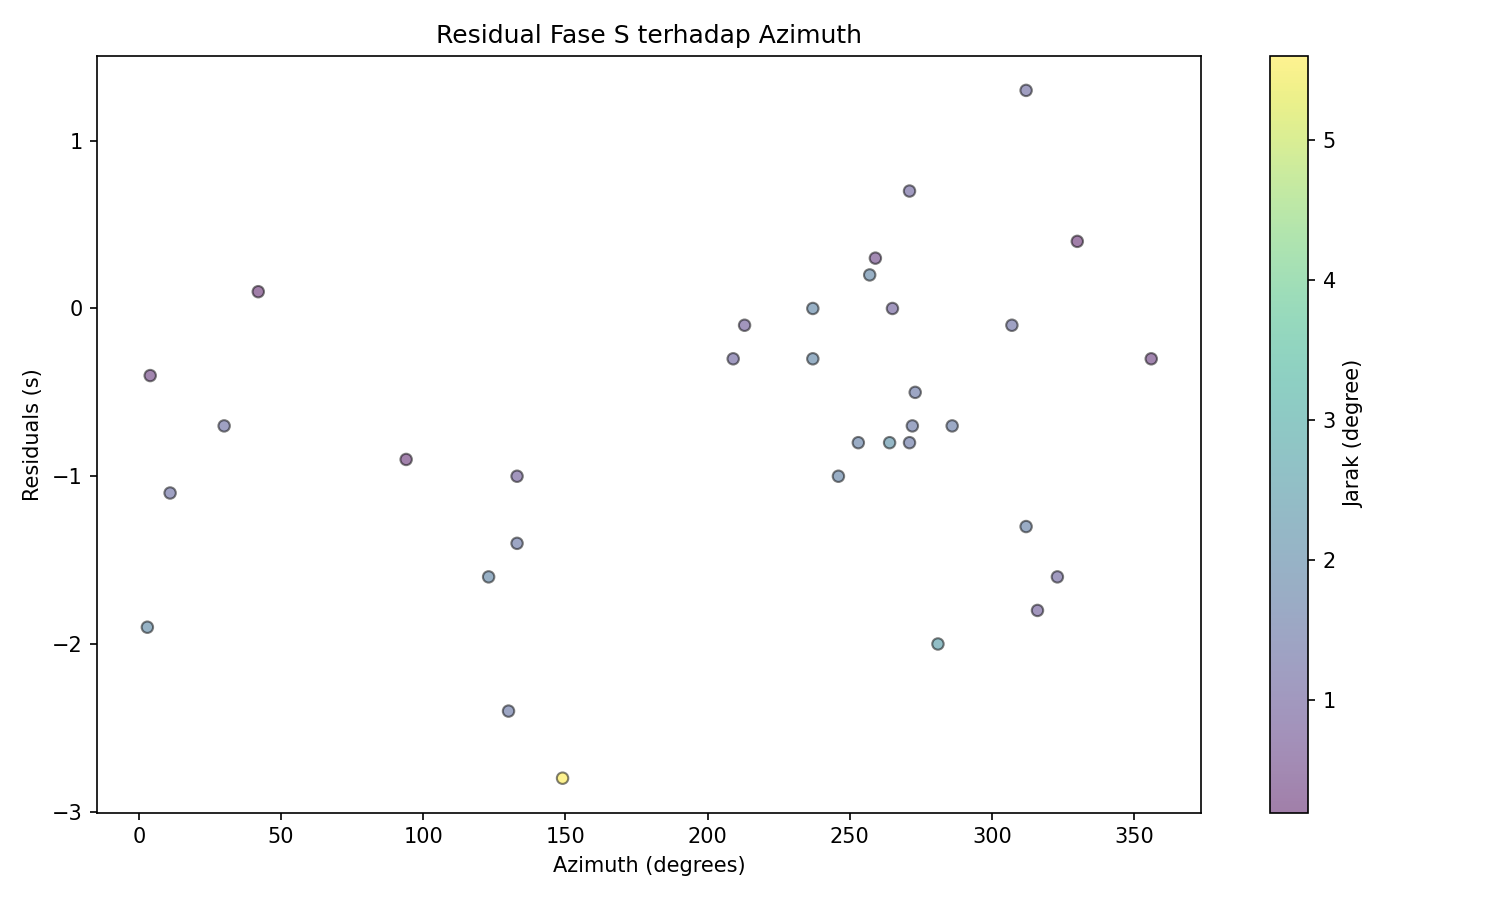 Residual Fase S terhadap Azimuth
Residuals (s)
1
0
−1
−2
−3
0 50 100 150 200 250 300 350
Azimuth (degrees)
5
4
3
2
1
Jarak (degree)